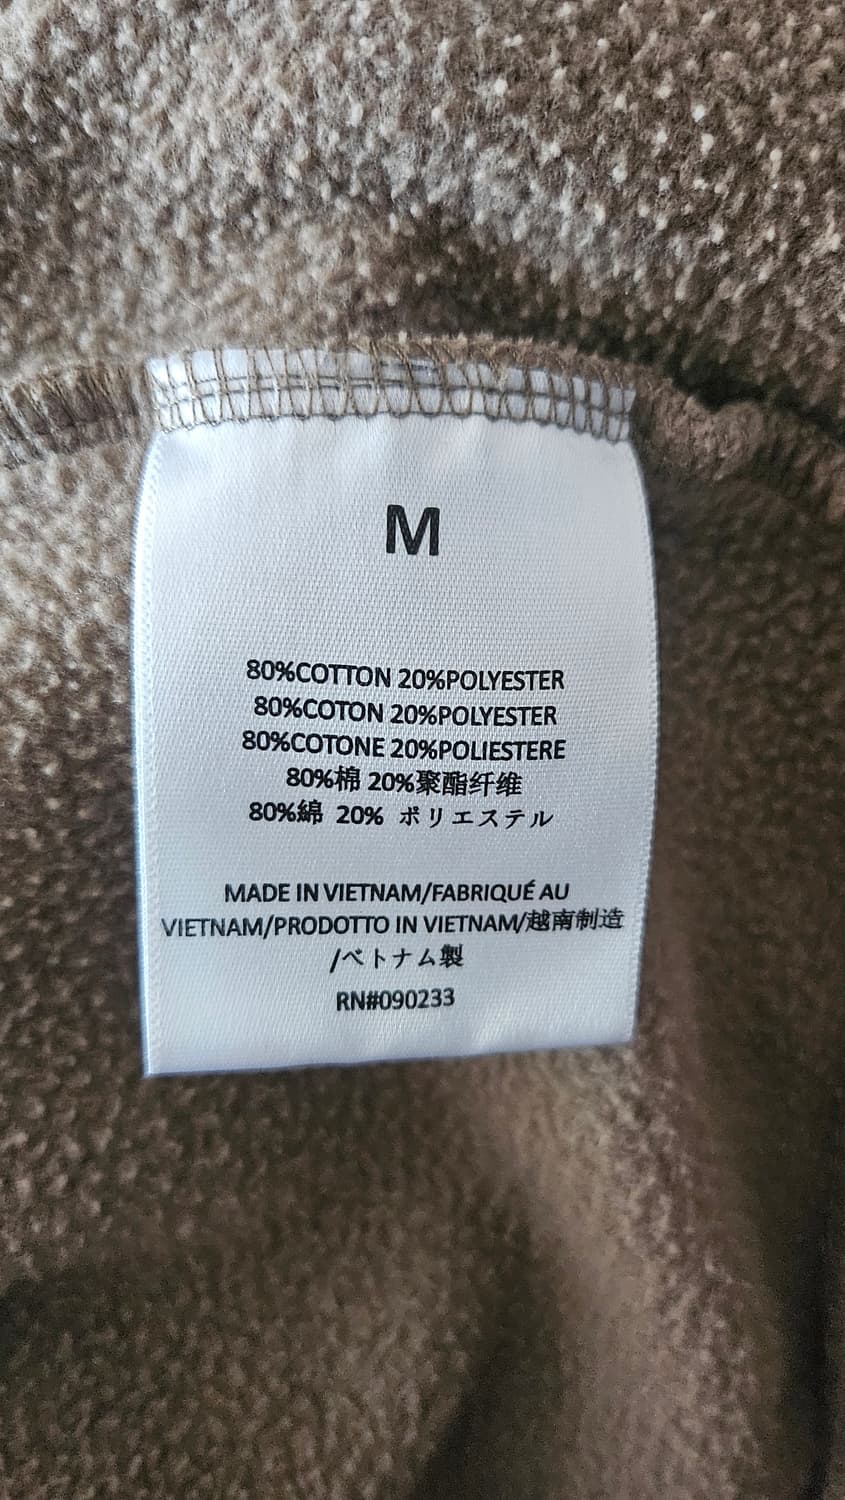 M
80%COTTON 20%POLYESTER
80%COTON 20%POLYESTER
80%COTONE 20%POLIESTERE
80%棉 20%聚酯纤维
80%綿 20% ポリエステル
MADE IN VIETNAM/FABRIQUÉ AU
VIETNAM/PRODOTTO IN VIETNAM/越南制造
/ベトナム製
RN#090233